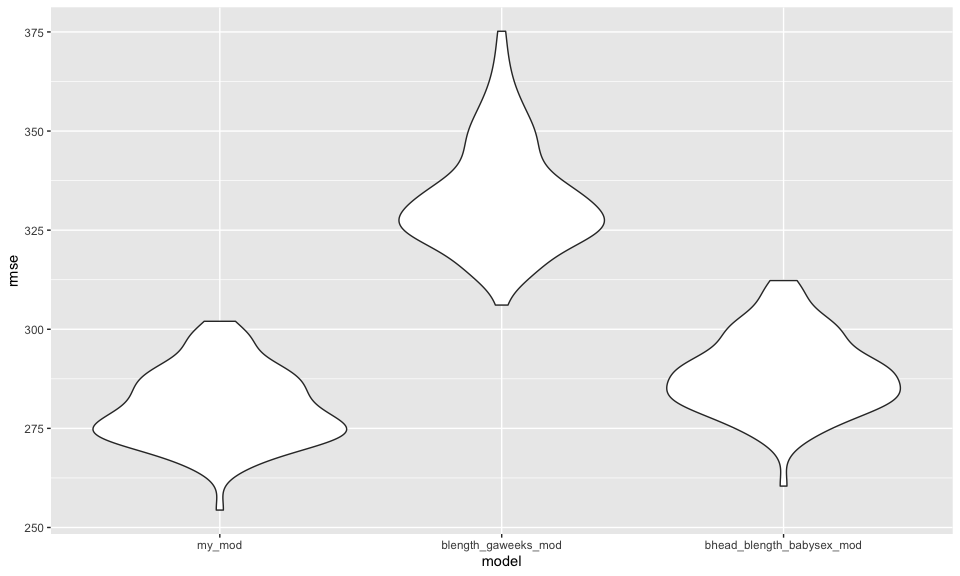 375
350
325
300
275
250
rmse
my_mod
blength_gaweeks_mod
bhead_blength_babysex_mod
model